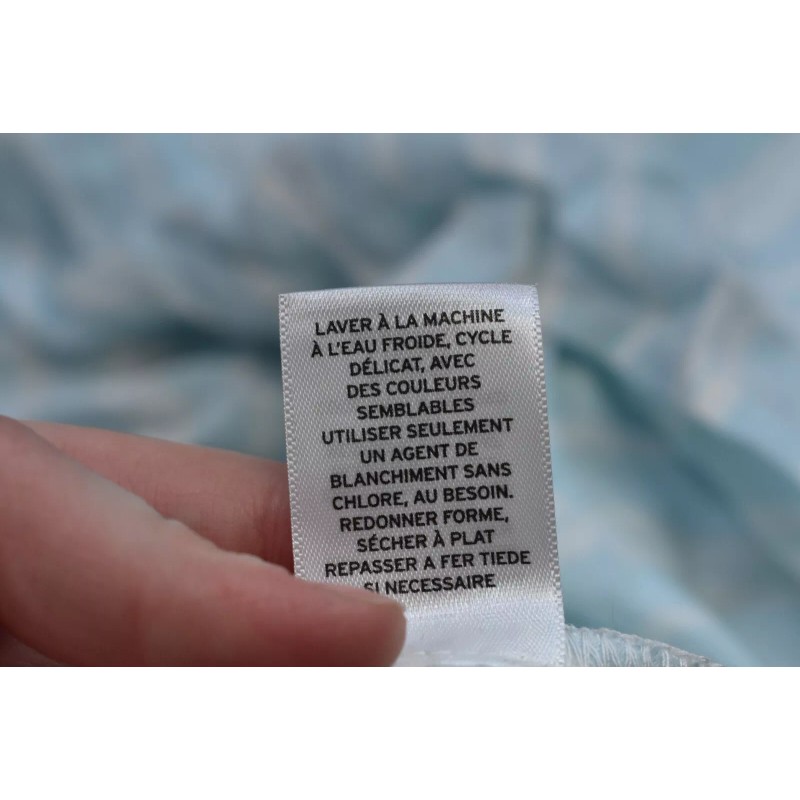 LAVER À LA MACHINE
À L'EAU FROIDE, CYCLE
DÉLICAT, AVEC
DES COULEURS
SEMBLABLES
UTILISER SEULEMENT
UN AGENT DE
BLANCHIMENT SANS
CHLORE, AU BESOIN.
REDONNER FORME,
SÉCHER À PLAT
REPASSER A FER TIEDE
SI NECESSAIRE